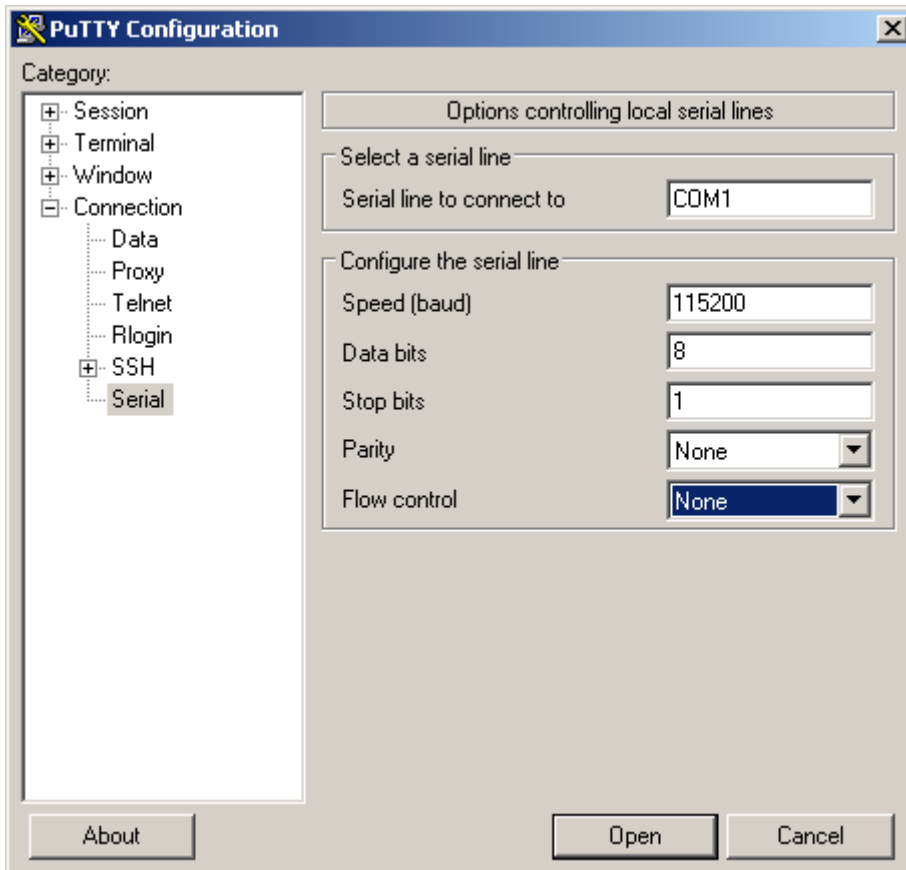 PuTTY Configuration
Category:
Session
Terminal
Window
Connection
Data
Proxy
Telnet
Rlogin
SSH
Serial
Options controlling local serial lines
Select a serial line
Serial line to connect to COM1
Configure the serial line
Speed (baud) 115200
Data bits 8
Stop bits 1
Parity None
Flow control None
About Open Cancel